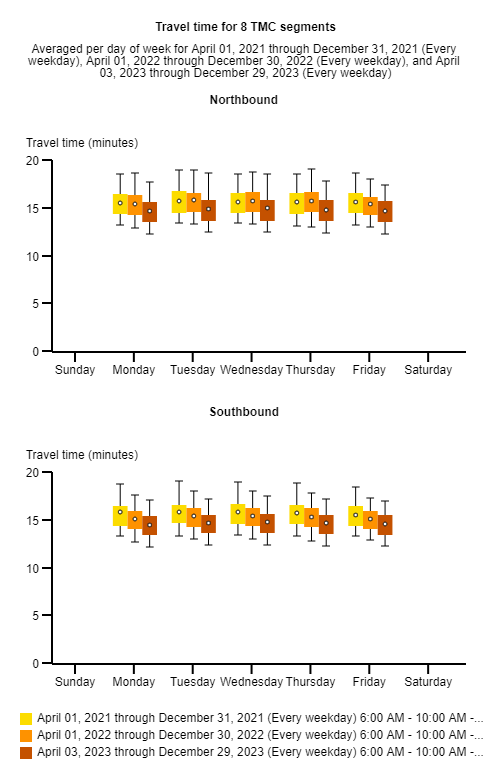 Travel time for 8 TMC segments
Averaged per day of week for April 01, 2021 through December 31, 2021 (Every
weekday), April 01, 2022 through December 30, 2022 (Every weekday), and April
03, 2023 through December 29, 2023 (Every weekday)
Northbound
Travel time (minutes)
20
15
10
5
0
Sunday Monday Tuesday Wednesday Thursday Friday Saturday
Southbound
Travel time (minutes)
20
15
10
5
0
Sunday Monday Tuesday Wednesday Thursday Friday Saturday
April 01, 2021 through December 31, 2021 (Every weekday) 6:00 AM - 10:00 AM -...
April 01, 2022 through December 30, 2022 (Every weekday) 6:00 AM - 10:00 AM -...
April 03, 2023 through December 29, 2023 (Every weekday) 6:00 AM - 10:00 AM -...